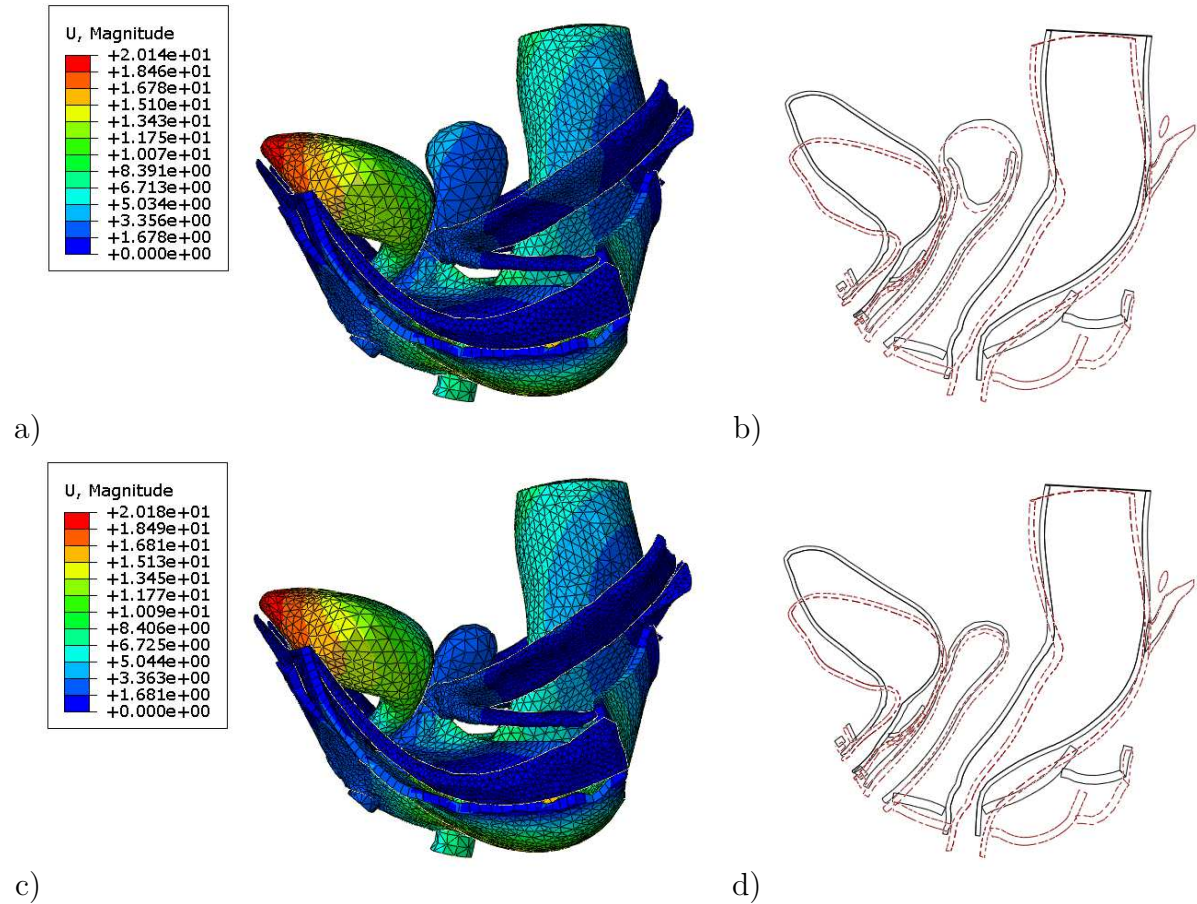 U, Magnitude
+2.014e+01
+1.846e+01
+1.678e+01
+1.510e+01
+1.343e+01
+1.175e+01
+1.007e+01
+8.391e+00
+6.713e+00
+5.034e+00
+3.356e+00
+1.678e+00
+0.000e+00
a)
b)
U, Magnitude
+2.018e+01
+1.849e+01
+1.681e+01
+1.513e+01
+1.345e+01
+1.177e+01
+1.009e+01
+8.406e+00
+6.725e+00
+5.044e+00
+3.363e+00
+1.681e+00
+0.000e+00
c)
d)